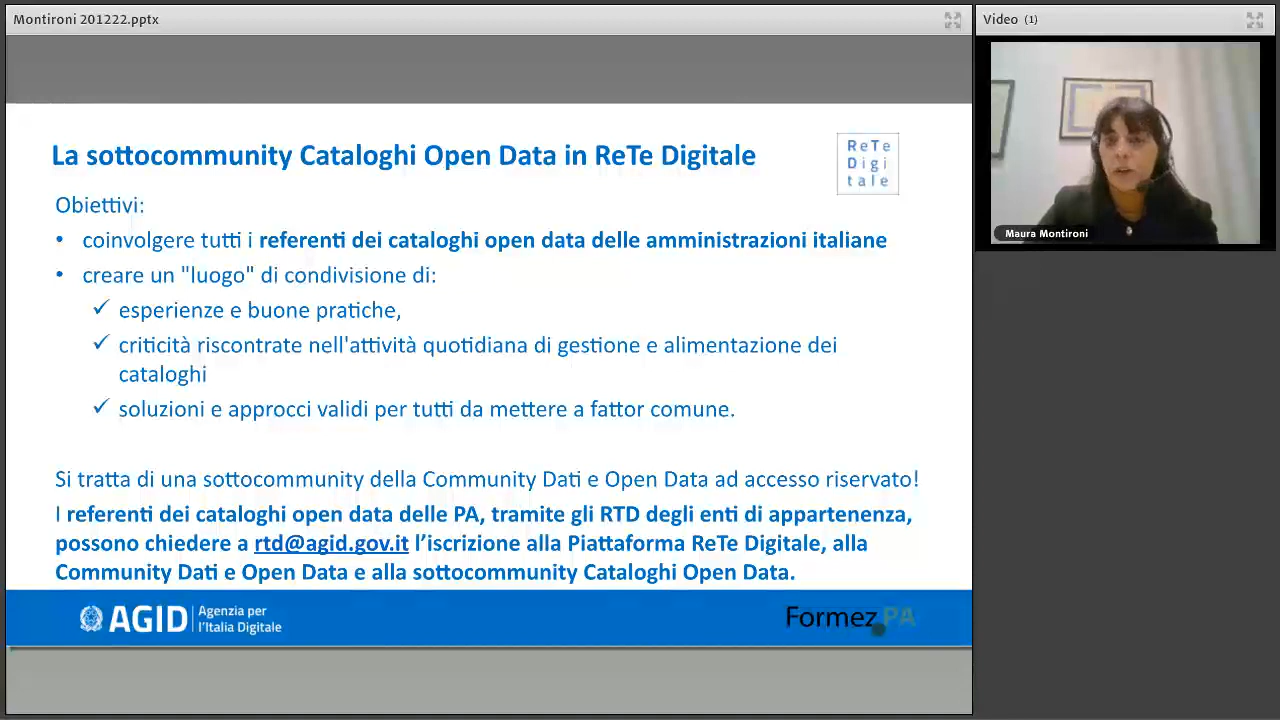 Montironi 201222.pptx
Video (1)
La sottocommunity Cataloghi Open Data in ReTe Digitale
ReTe
Digi
tale
Obiettivi:
• coinvolgere tutti i referenti dei cataloghi open data delle amministrazioni italiane
• creare un "luogo" di condivisione di:
✓ esperienze e buone pratiche,
✓ criticità riscontrate nell'attività quotidiana di gestione e alimentazione dei
cataloghi
✓ soluzioni e approcci validi per tutti da mettere a fattor comune.
Si tratta di una sottocommunity della Community Dati e Open Data ad accesso riservato!
I referenti dei cataloghi open data delle PA, tramite gli RTD degli enti di appartenenza,
possono chiedere a rtd@agid.gov.it l’iscrizione alla Piattaforma ReTe Digitale, alla
Community Dati e Open Data e alla sottocommunity Cataloghi Open Data.
AGID
Agenzia per
l’Italia Digitale
Formez PA
Maura Montironi